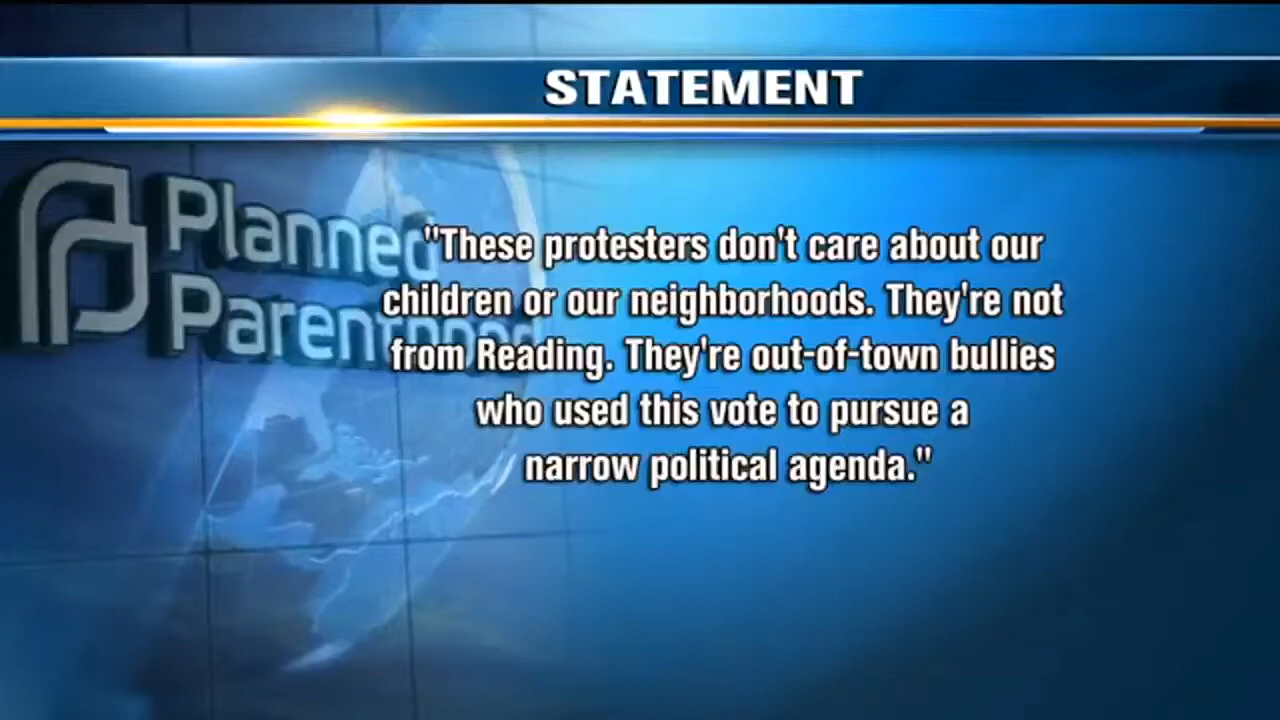 STATEMENT
Planned
Parenthood
"These protesters don't care about our
children or our neighborhoods. They're not
from Reading. They're out-of-town bullies
who used this vote to pursue a
narrow political agenda."